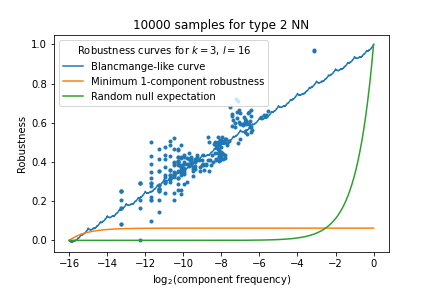 10000 samples for type 2 NN
Robustness curves for k = 3, l = 16
Blancmange-like curve
Minimum 1-component robustness
Random null expectation
1.0
0.8
0.6
0.4
0.2
0.0
Robustness
−16 −14 −12 −10 −8 −6 −4 −2 0
log₂(component frequency)